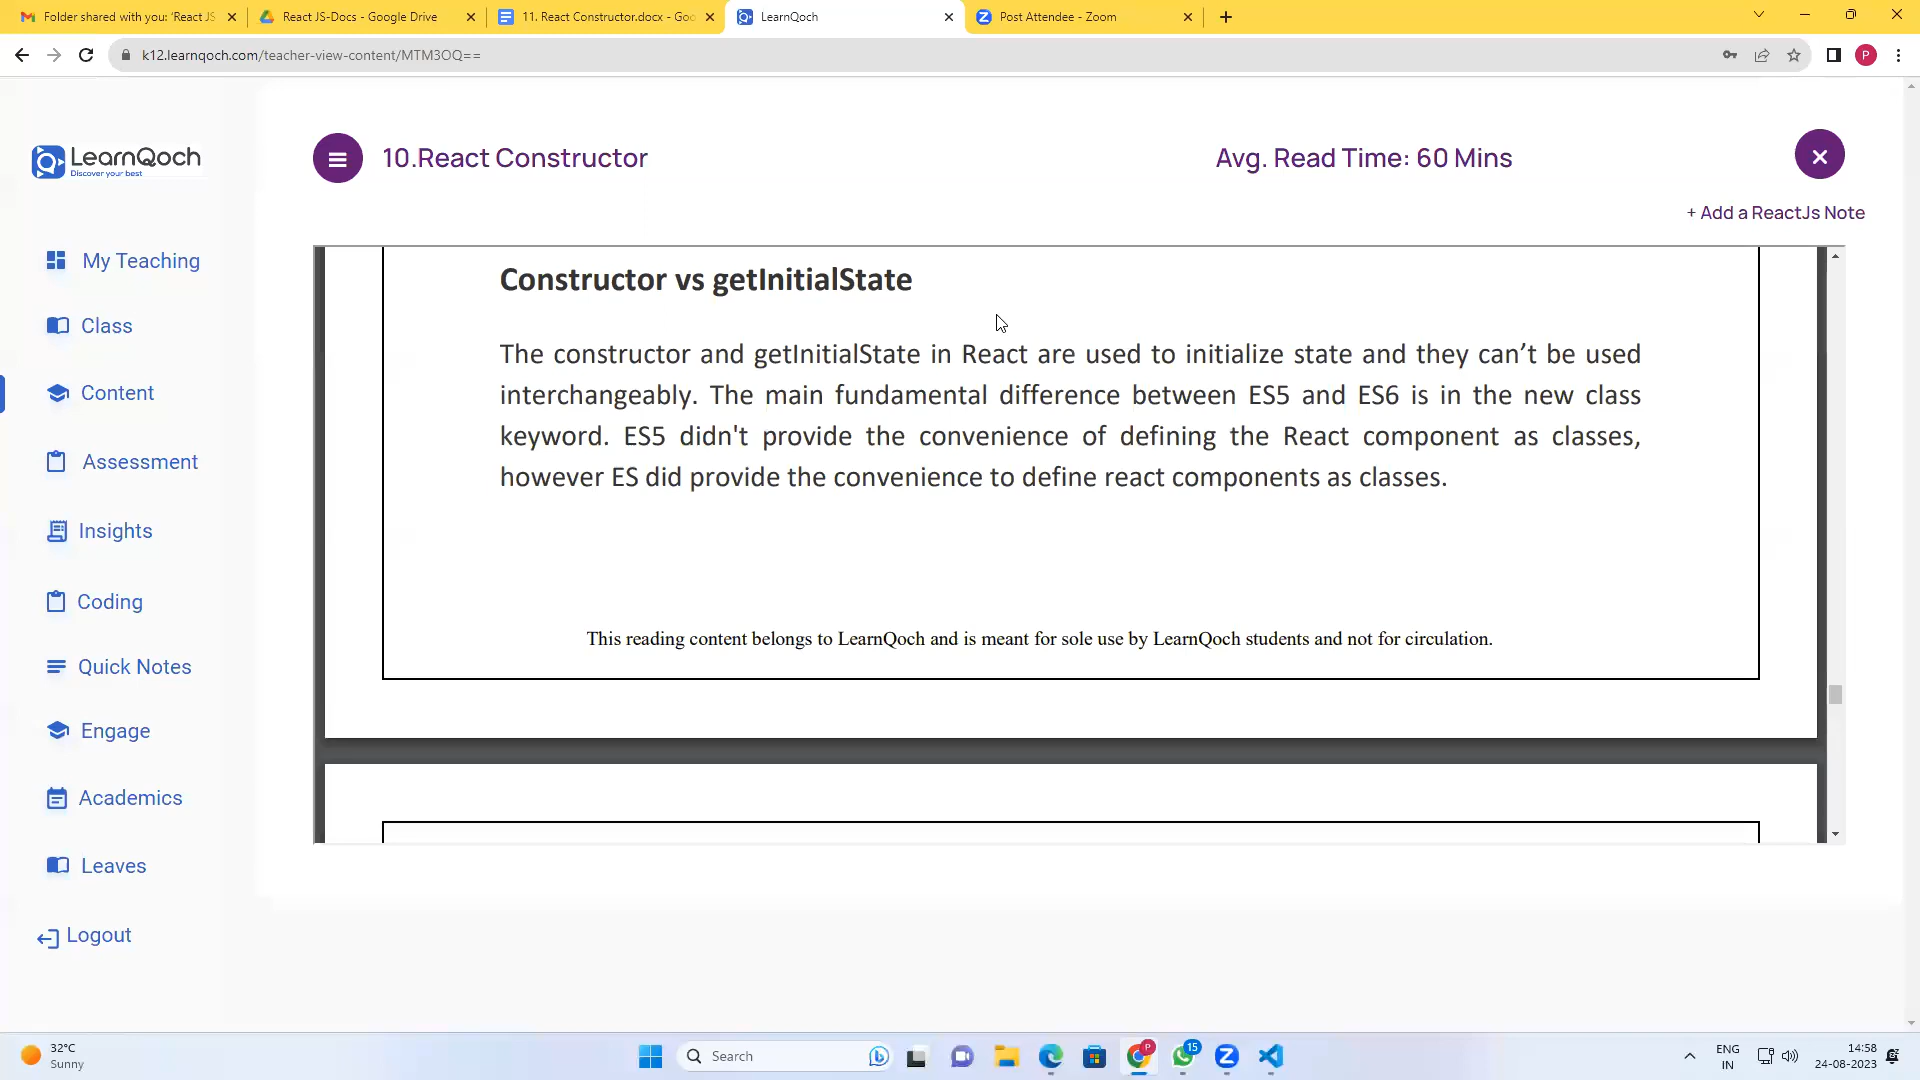 Folder shared with you: 'React JS
React JS-Docs - Google Drive
11. React Constructor.docx - Goo
LearnQoch
Post Attendee - Zoom
k12.learnqoch.com/teacher-view-content/MTM3OQ==
P
LearnQoch
Discover your best
10.React Constructor
Avg. Read Time: 60 Mins
+ Add a ReactJs Note
My Teaching
Class
Content
Assessment
Insights
Coding
Quick Notes
Engage
Academics
Leaves
Logout
Constructor vs getInitialState
The constructor and getInitialState in React are used to initialize state and they can’t be used
interchangeably. The main fundamental difference between ES5 and ES6 is in the new class
keyword. ES5 didn't provide the convenience of defining the React component as classes,
however ES did provide the convenience to define react components as classes.
This reading content belongs to LearnQoch and is meant for sole use by LearnQoch students and not for circulation.
32°C
Sunny
Search
P
15
ENG
IN
14:58
24-08-2023